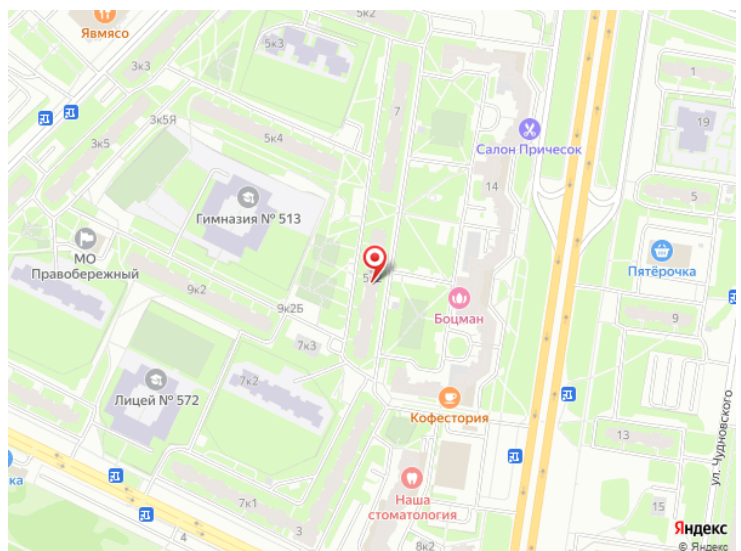 5к2
Явмясо
3к3
5к3
7
1
19
3к5Я
5к4
3к5
Салон Причесок
14
Гимназия № 513
5
МО
Правобережный
Пятёрочка
9к2
Боцман
9к2Б
9
7к3
7к2
Лицей № 572
Кофестория
ул. Чудновского
13
7к1
Наша
стоматология
3
4
15
8к2
Яндекс
© Яндекс